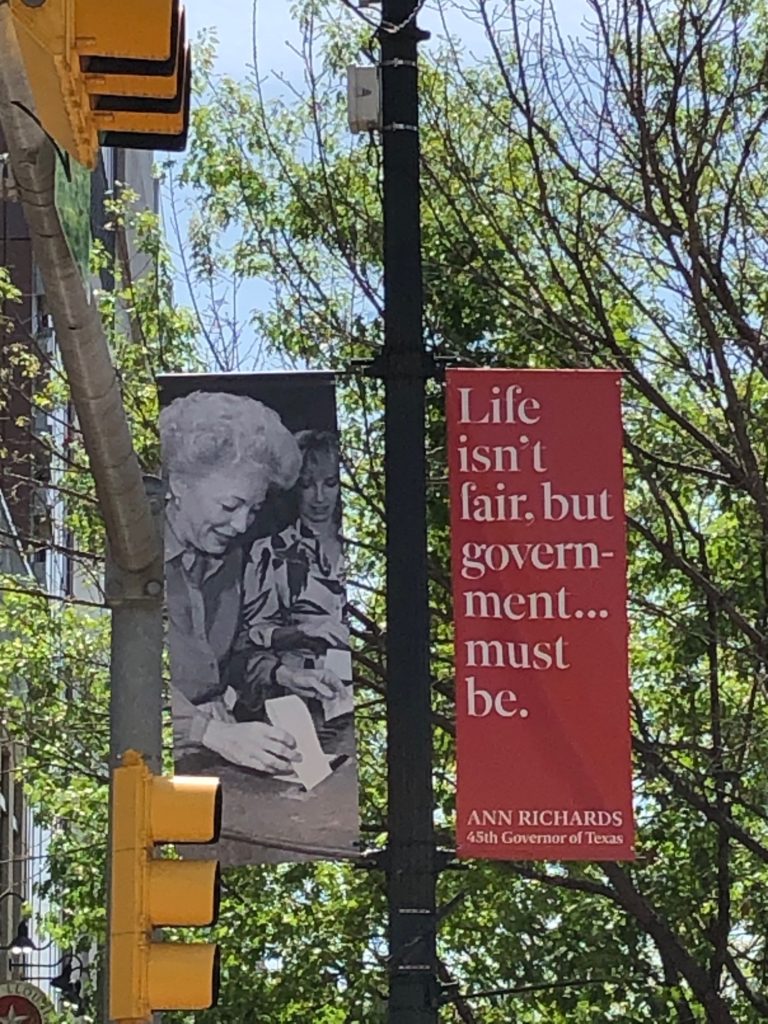 Life
isn't
fair, but
govern-
ment...
must
be.
ANN RICHARDS
45th Governor of Texas